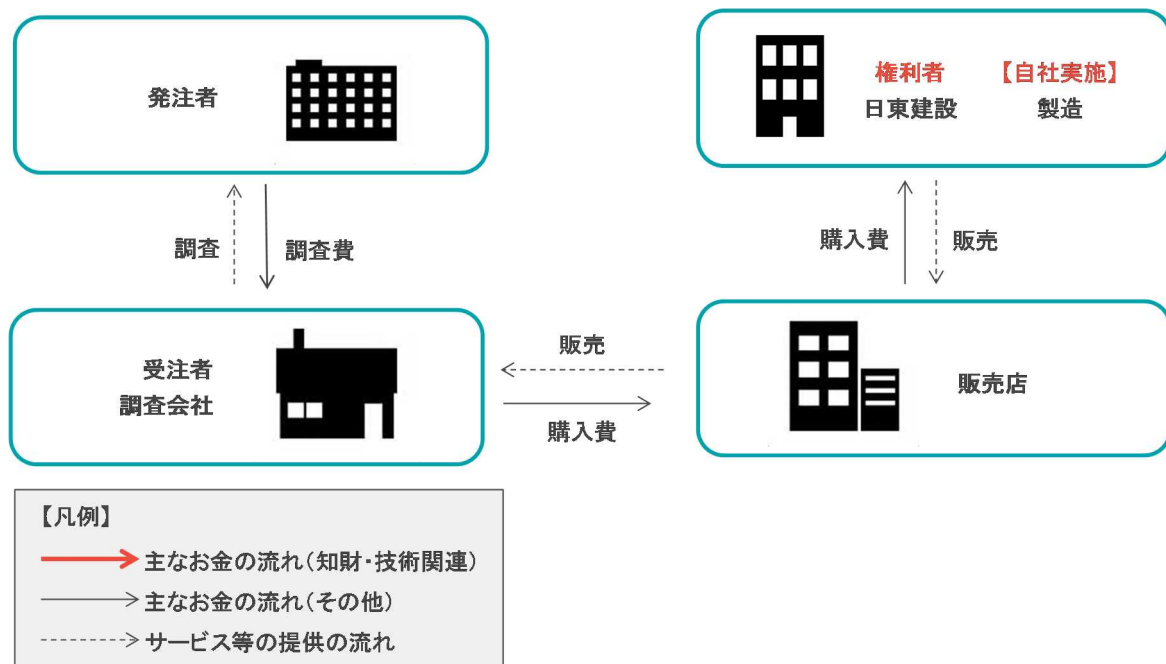 発注者
権利者
【自社実施】
日東建設
製造
調査
調査費
購入費
販売
受注者
調査会社
販売
購入費
販売店
【凡例】
主なお金の流れ(知財・技術関連)
主なお金の流れ(その他)
サービス等の提供の流れ